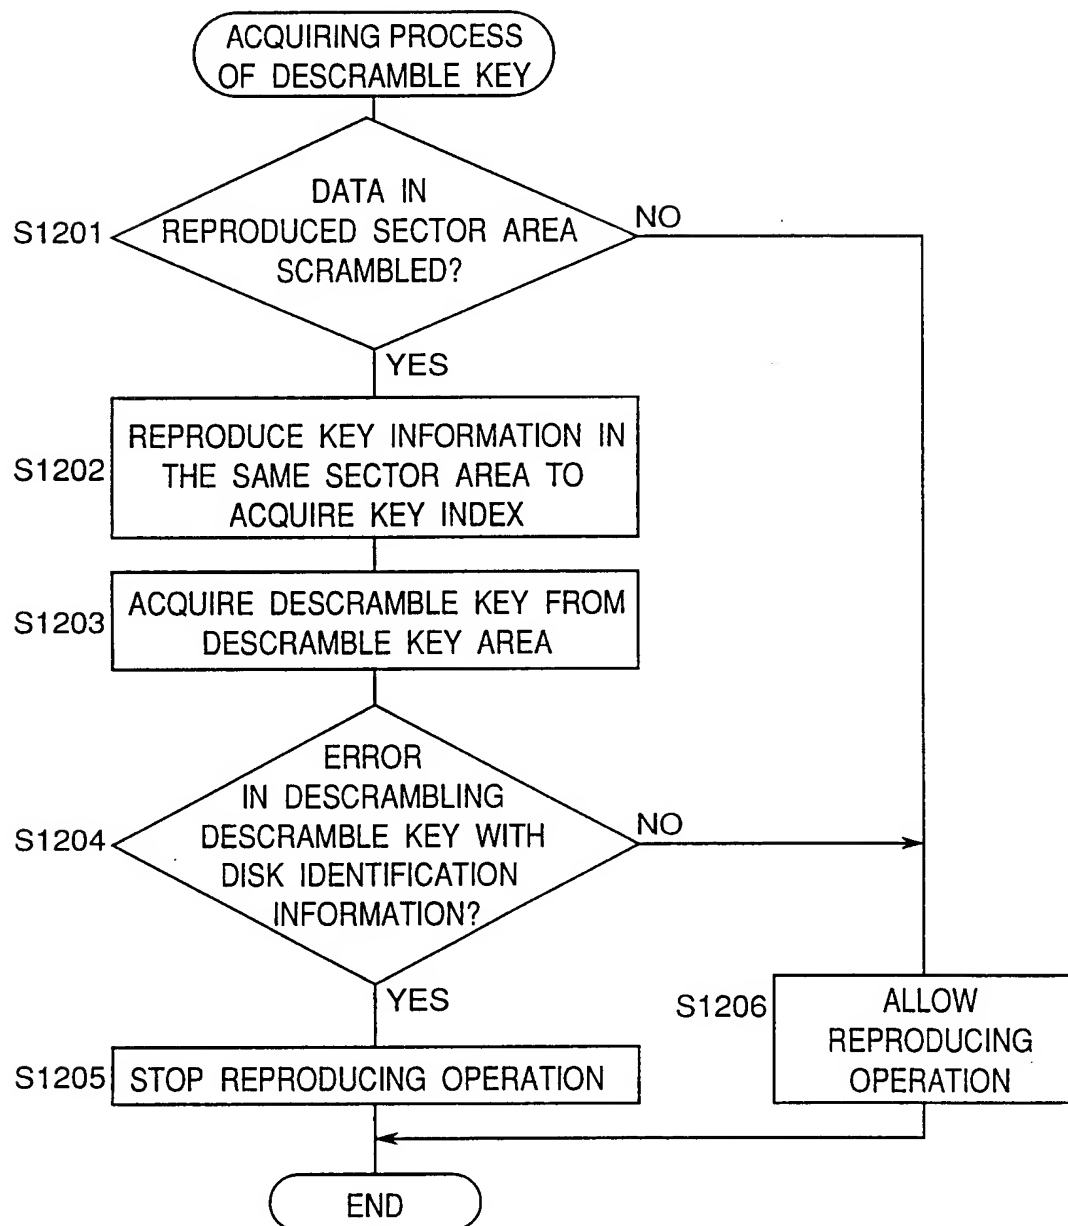 ACQUIRING PROCESS
OF DESCRAMBLE KEY
S1201
DATA IN
REPRODUCED SECTOR AREA
SCRAMBLED?
NO
YES
S1202
REPRODUCE KEY INFORMATION IN
THE SAME SECTOR AREA TO
ACQUIRE KEY INDEX
S1203
ACQUIRE DESCRAMBLE KEY FROM
DESCRAMBLE KEY AREA
S1204
ERROR
IN DESCRAMBLING
DESCRAMBLE KEY WITH
DISK IDENTIFICATION
INFORMATION?
NO
YES
S1206
ALLOW
REPRODUCING
OPERATION
S1205
STOP REPRODUCING OPERATION
END